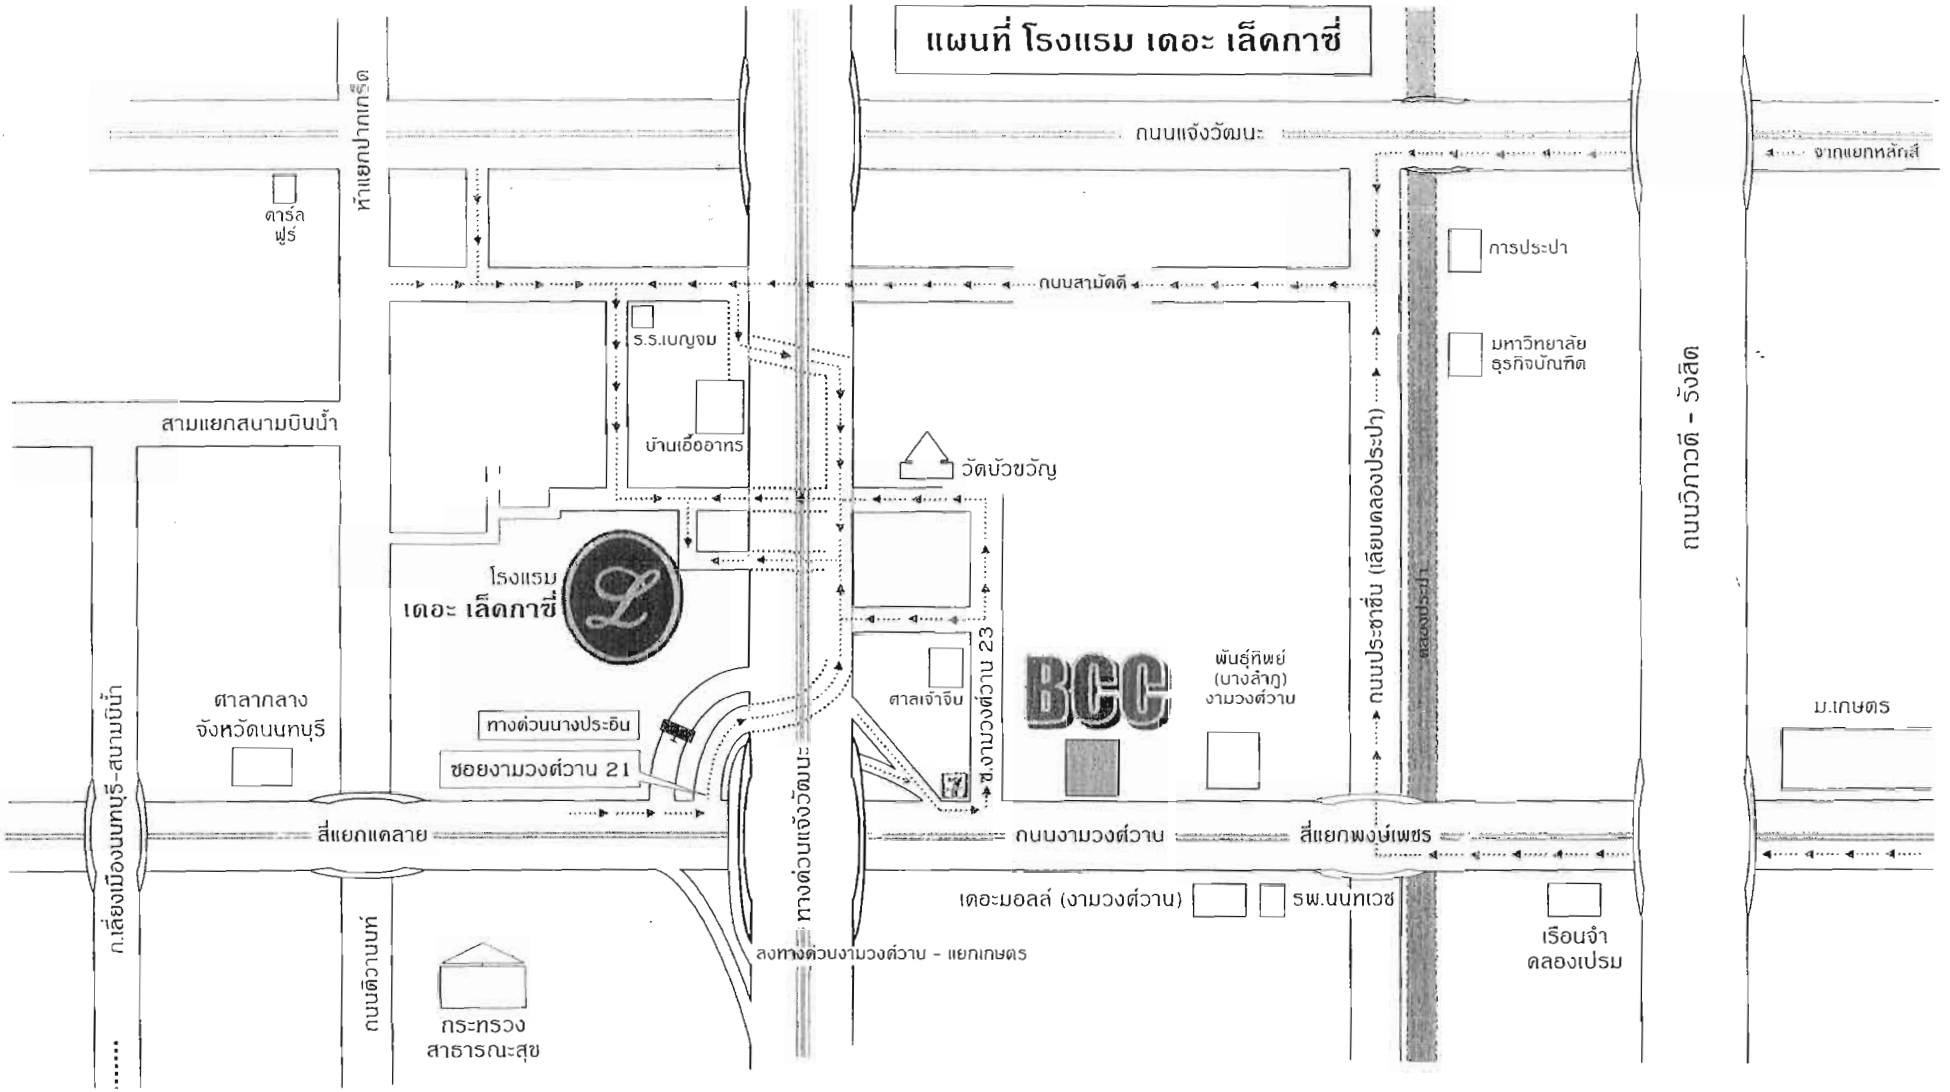 แผนที่ โรงแรม เดอะ เล็คกาซี่
ห้าแยกปากเกร็ด
ถนนแจ้งวัฒนะ
จากแยกหลักสี่
คาร์ล
ฟูร์
การประปา
ถนนสามัคคี
ร.ร.เบญจม
มหาวิทยาลัย
ธุรกิจบัณฑิต
ถนนวิภาวดี - รังสิต
สามแยกสนามบินน้ำ
บ้านเอื้ออาทร
วัดบัวขวัญ
ถนนประชาชื่น (เลียบคลองประปา)
คลองประปา
โรงแรม
เดอะ เล็คกาซี่
L
ซ.งามวงศ์วาน 23
BCC
พันธุ์ทิพย์
(บางลำภู)
งามวงศ์วาน
ศาลเจ้าจีน
ศาลากลาง
จังหวัดนนทบุรี
ถ.เลี่ยงเมืองนนทบุรี-สนามบินน้ำ
ทางด่วนบางประอิน
ซอยงามวงศ์วาน 21
ม.เกษตร
7
ทางด่วนแจ้งวัฒนะ
สี่แยกแคลาย
ถนนงามวงศ์วาน
สี่แยกพงษ์เพชร
เดอะมอลล์ (งามวงศ์วาน)
รพ.นนทเวช
เรือนจำ
คลองเปรม
ถนนติวานนท์
ลงทางด่วนงามวงศ์วาน - แยกเกษตร
กระทรวง
สาธารณะสุข